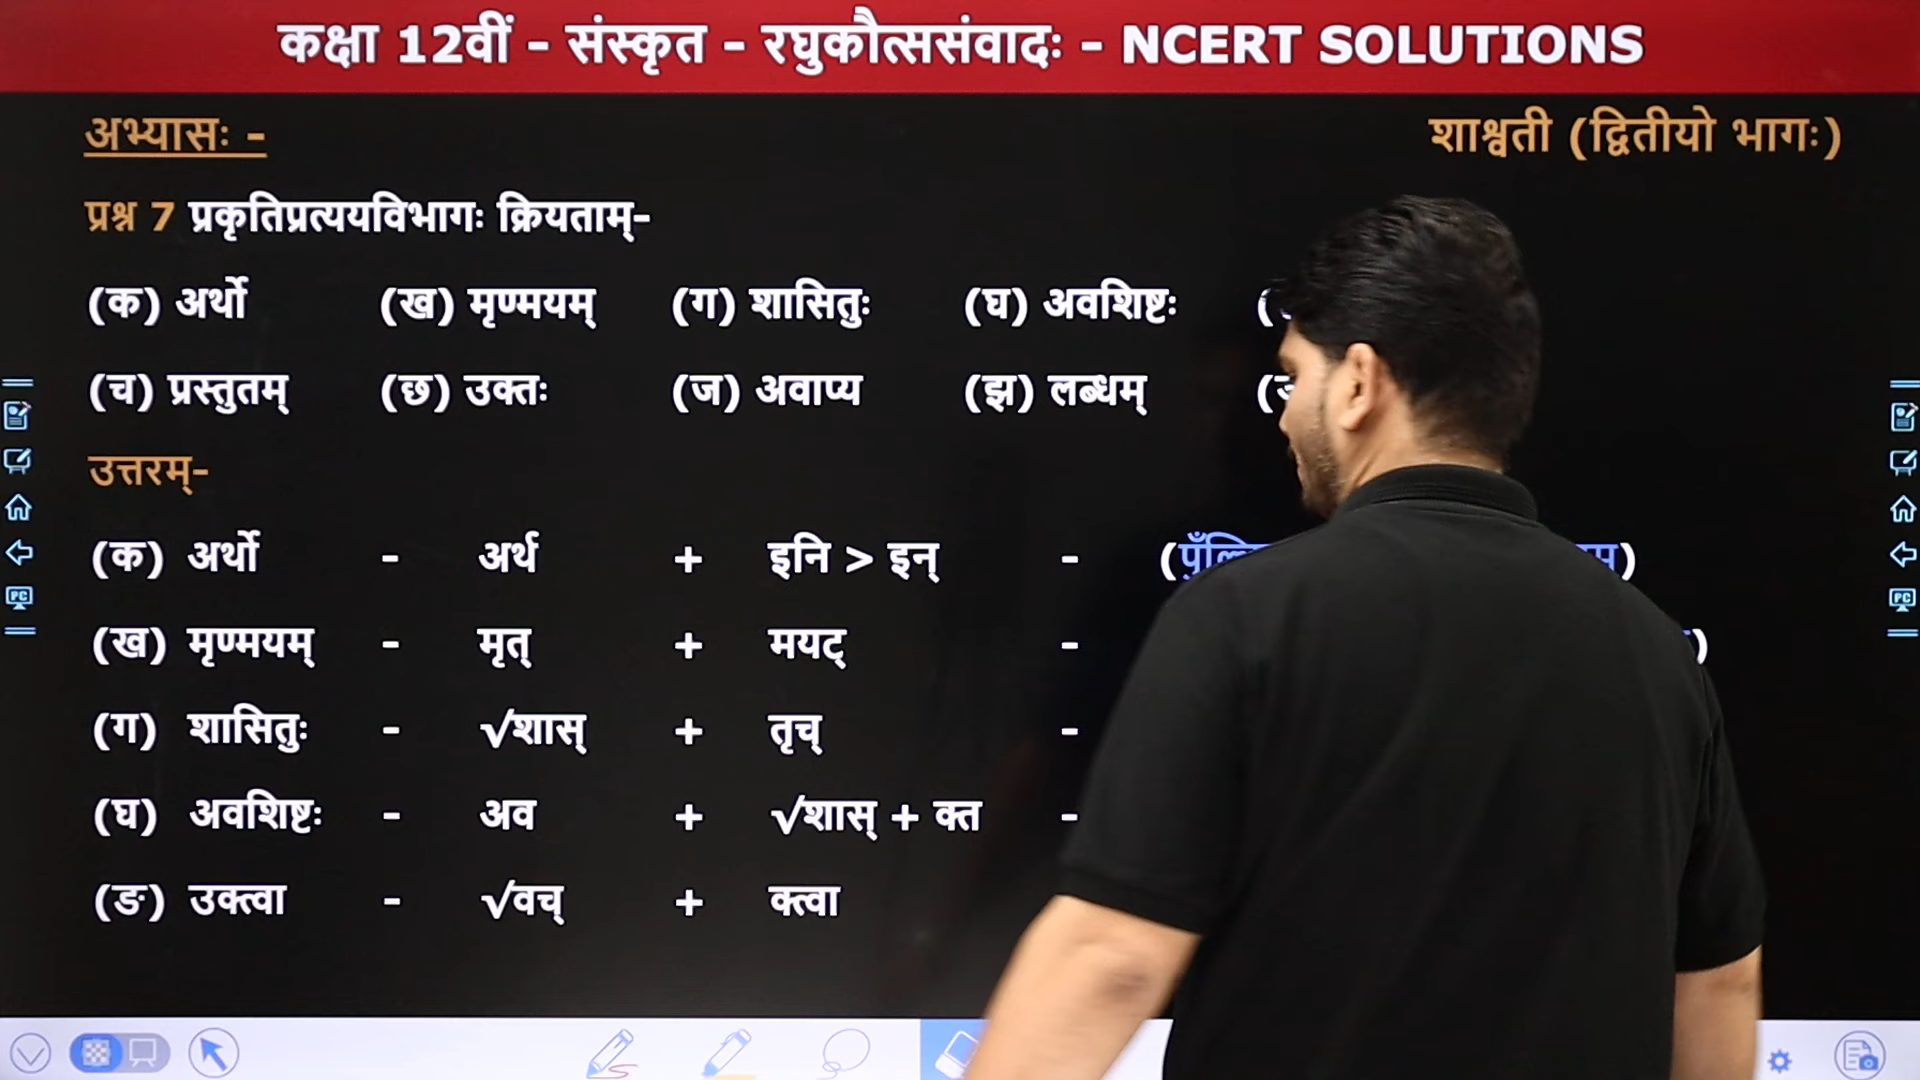 कक्षा 12वीं - संस्कृत - रघुकौत्ससंवादः - NCERT SOLUTIONS
अभ्यासः - शाश्वती (द्वितीयो भागः)
प्रश्न 7 प्रकृतिप्रत्ययविभागः क्रियताम्-
(क) अर्थो (ख) मृण्मयम् (ग) शासितुः (घ) अवशिष्टः
(च) प्रस्तुतम् (छ) उक्तः (ज) अवाप्य (झ) लब्धम्
उत्तरम्-
(क) अर्थो - अर्थ + इनि > इन् -
(ख) मृण्मयम् - मृत् + मयट् -
(ग) शासितुः - √शास् + तृच् -
(घ) अवशिष्टः - अव + √शास् + क्त -
(ङ) उक्त्वा - √वच् + क्त्वा